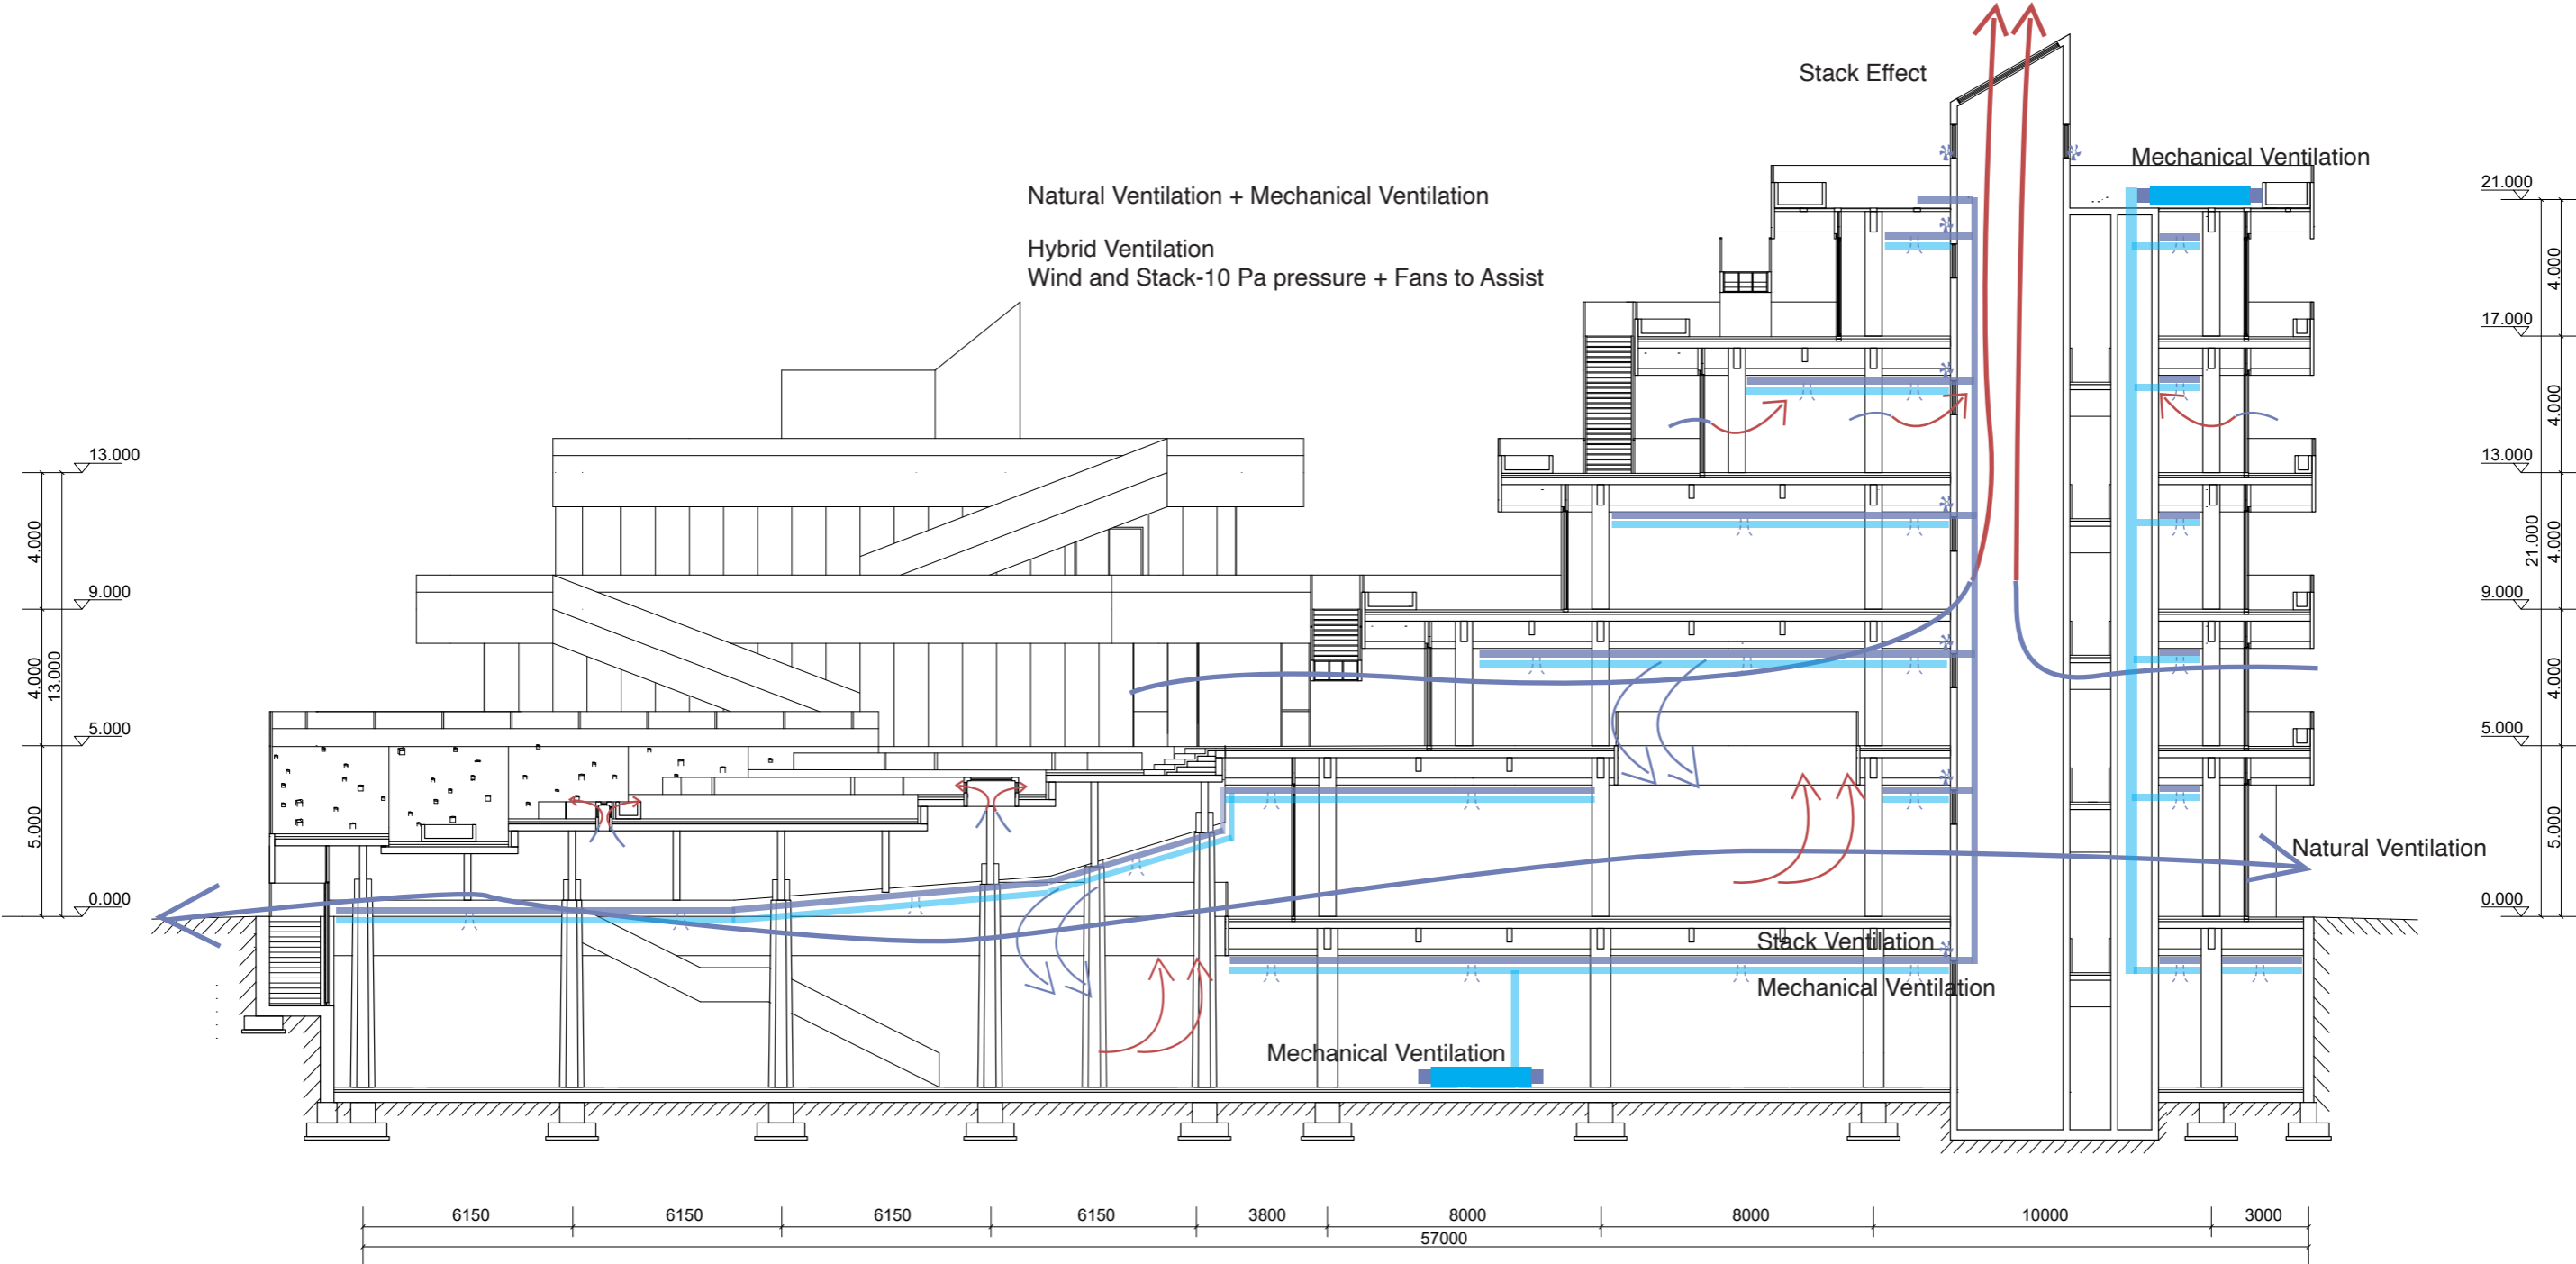 Stack Effect
Mechanical Ventilation
Natural Ventilation + Mechanical Ventilation
Hybrid Ventilation
Wind and Stack-10 Pa pressure + Fans to Assist
21.000
17.000
13.000
9.000
5.000
0.000
4.000
4.000
4.000
4.000
5.000
21.000
13.000
9.000
5.000
0.000
4.000
4.000
5.000
13.000
Natural Ventilation
Stack Ventilation
Mechanical Ventilation
Mechanical Ventilation
6150 6150 6150 6150 3800 8000 8000 10000 3000
57000